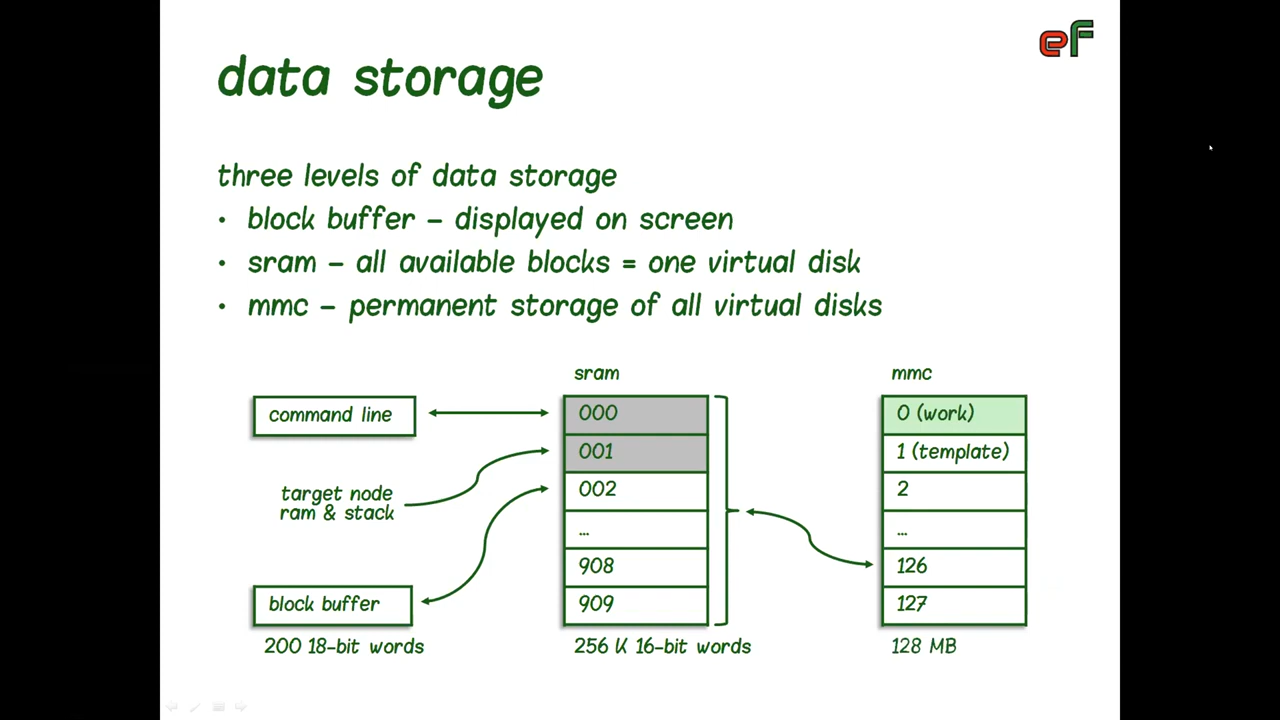 eF
data storage
three levels of data storage
• block buffer – displayed on screen
• sram – all available blocks = one virtual disk
• mmc – permanent storage of all virtual disks
sram
mmc
command line
000
0 (work)
001
1 (template)
target node
ram & stack
002
2
...
...
908
126
block buffer
909
127
200 18-bit words
256 K 16-bit words
128 MB